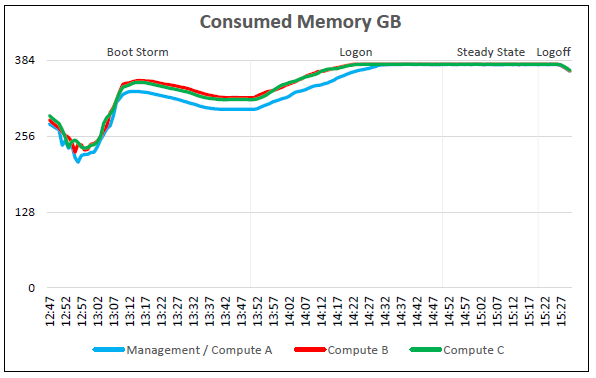 Consumed Memory GB
Boot Storm Logon Steady State Logoff
384
256
128
0
12:47 12:52 12:57 13:02 13:07 13:12 13:17 13:22 13:27 13:32 13:37 13:42 13:47 13:52 13:57 14:02 14:07 14:12 14:17 14:22 14:27 14:32 14:37 14:42 14:47 14:52 14:57 15:02 15:07 15:12 15:17 15:22 15:27
Management / Compute A Compute B Compute C